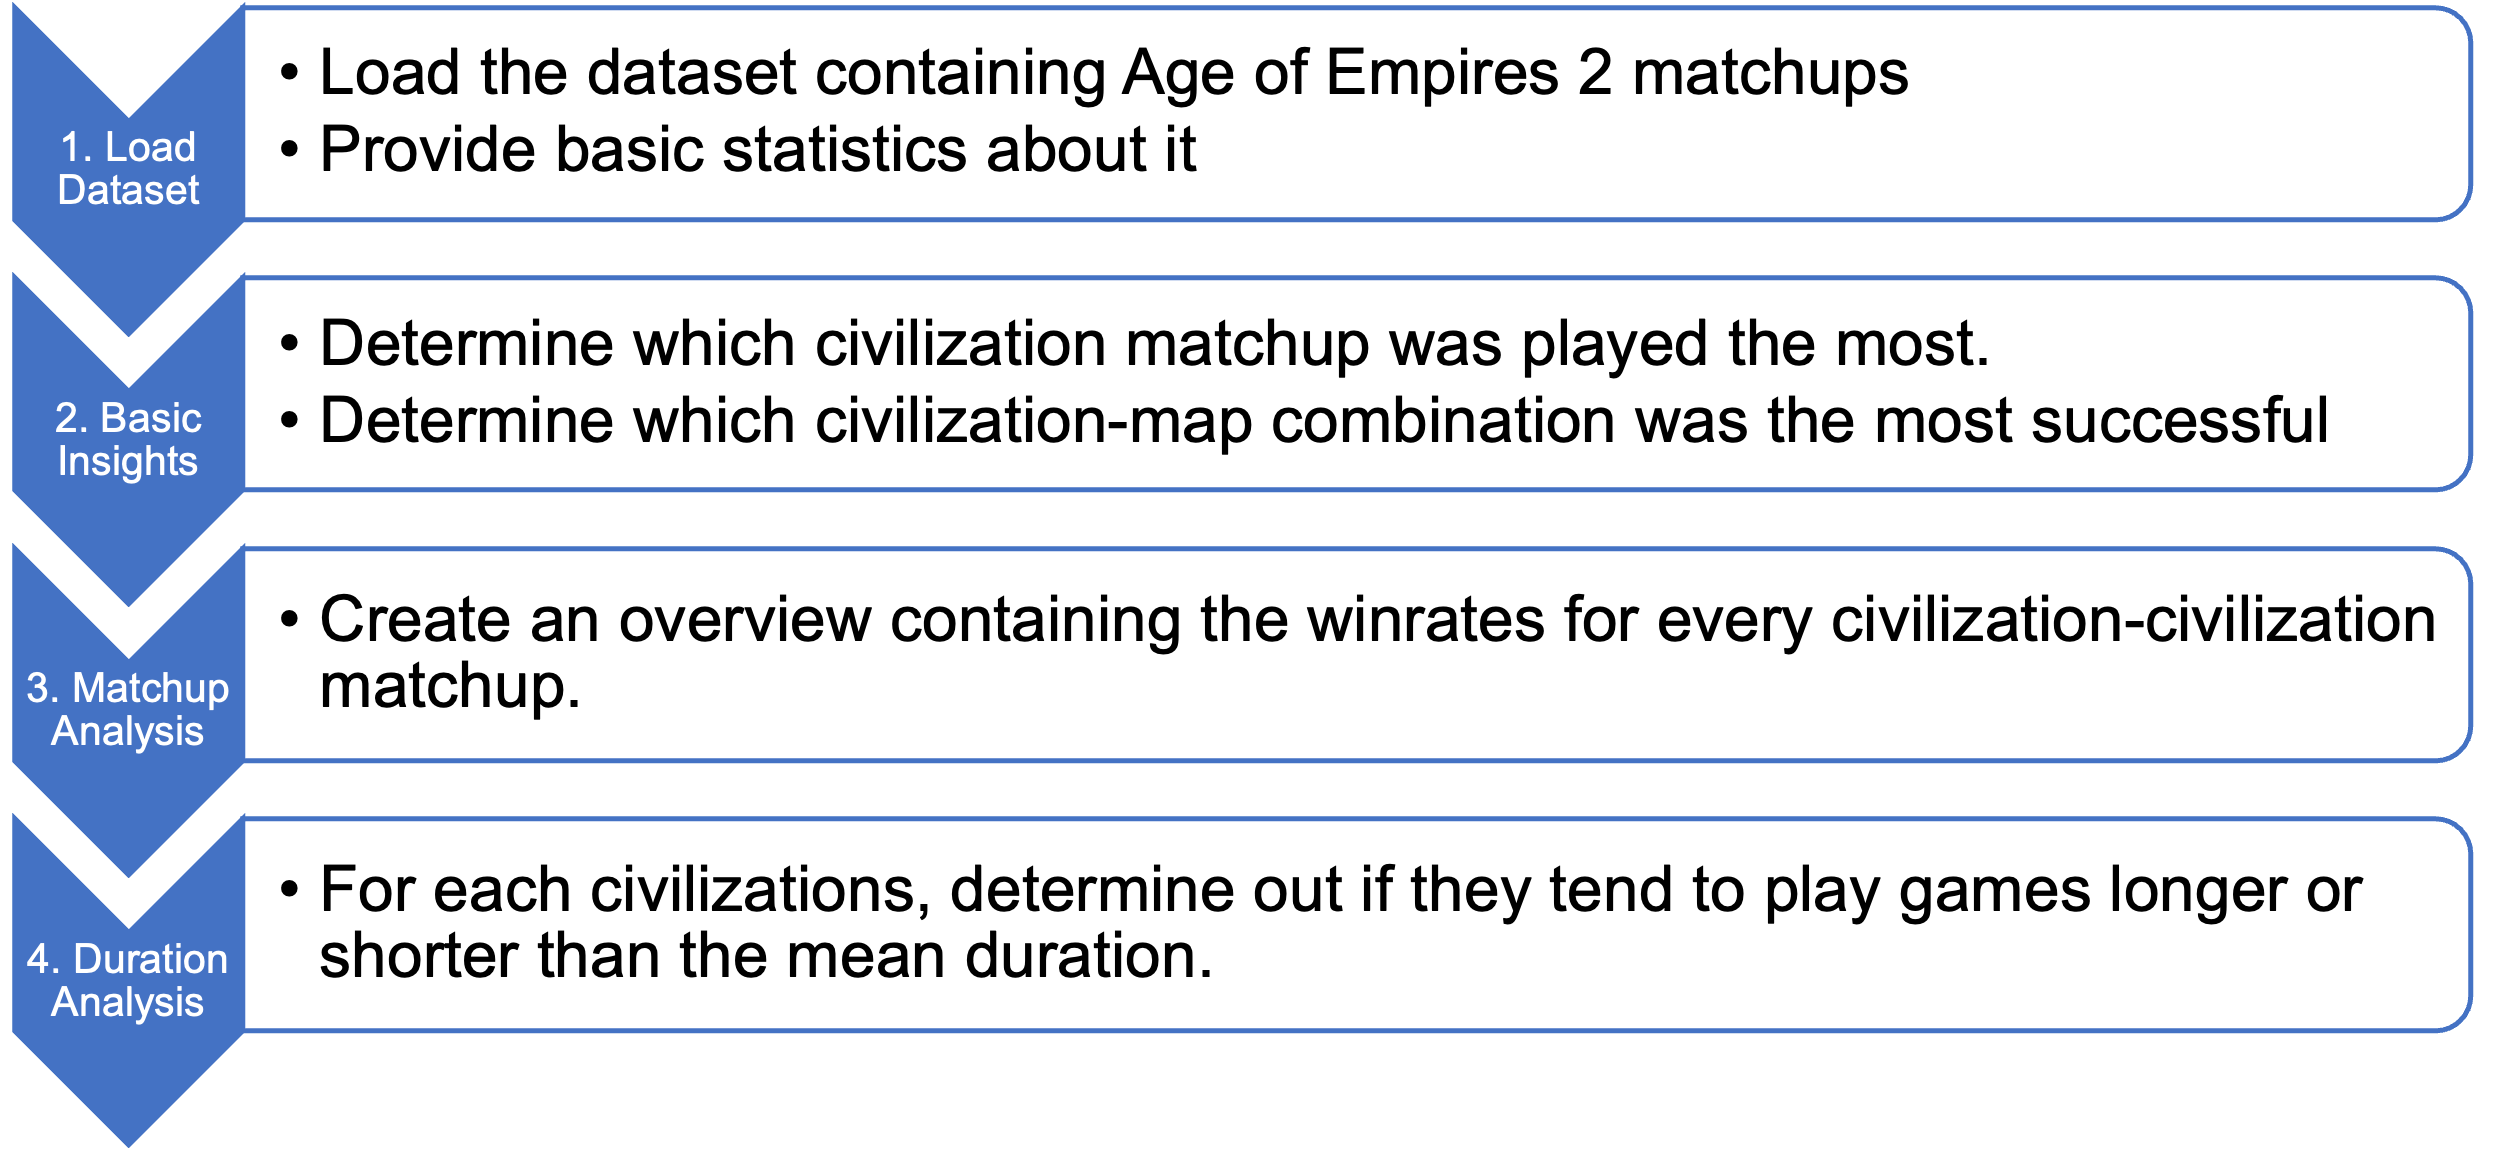 1. Load
Dataset
• Load the dataset containing Age of Empires 2 matchups
• Provide basic statistics about it
2. Basic
Insights
• Determine which civilization matchup was played the most.
• Determine which civilization-map combination was the most successful
3. Matchup
Analysis
• Create an overview containing the winrates for every civilization-civilization
matchup.
4. Duration
Analysis
• For each civilizations, determine out if they tend to play games longer or
shorter than the mean duration.